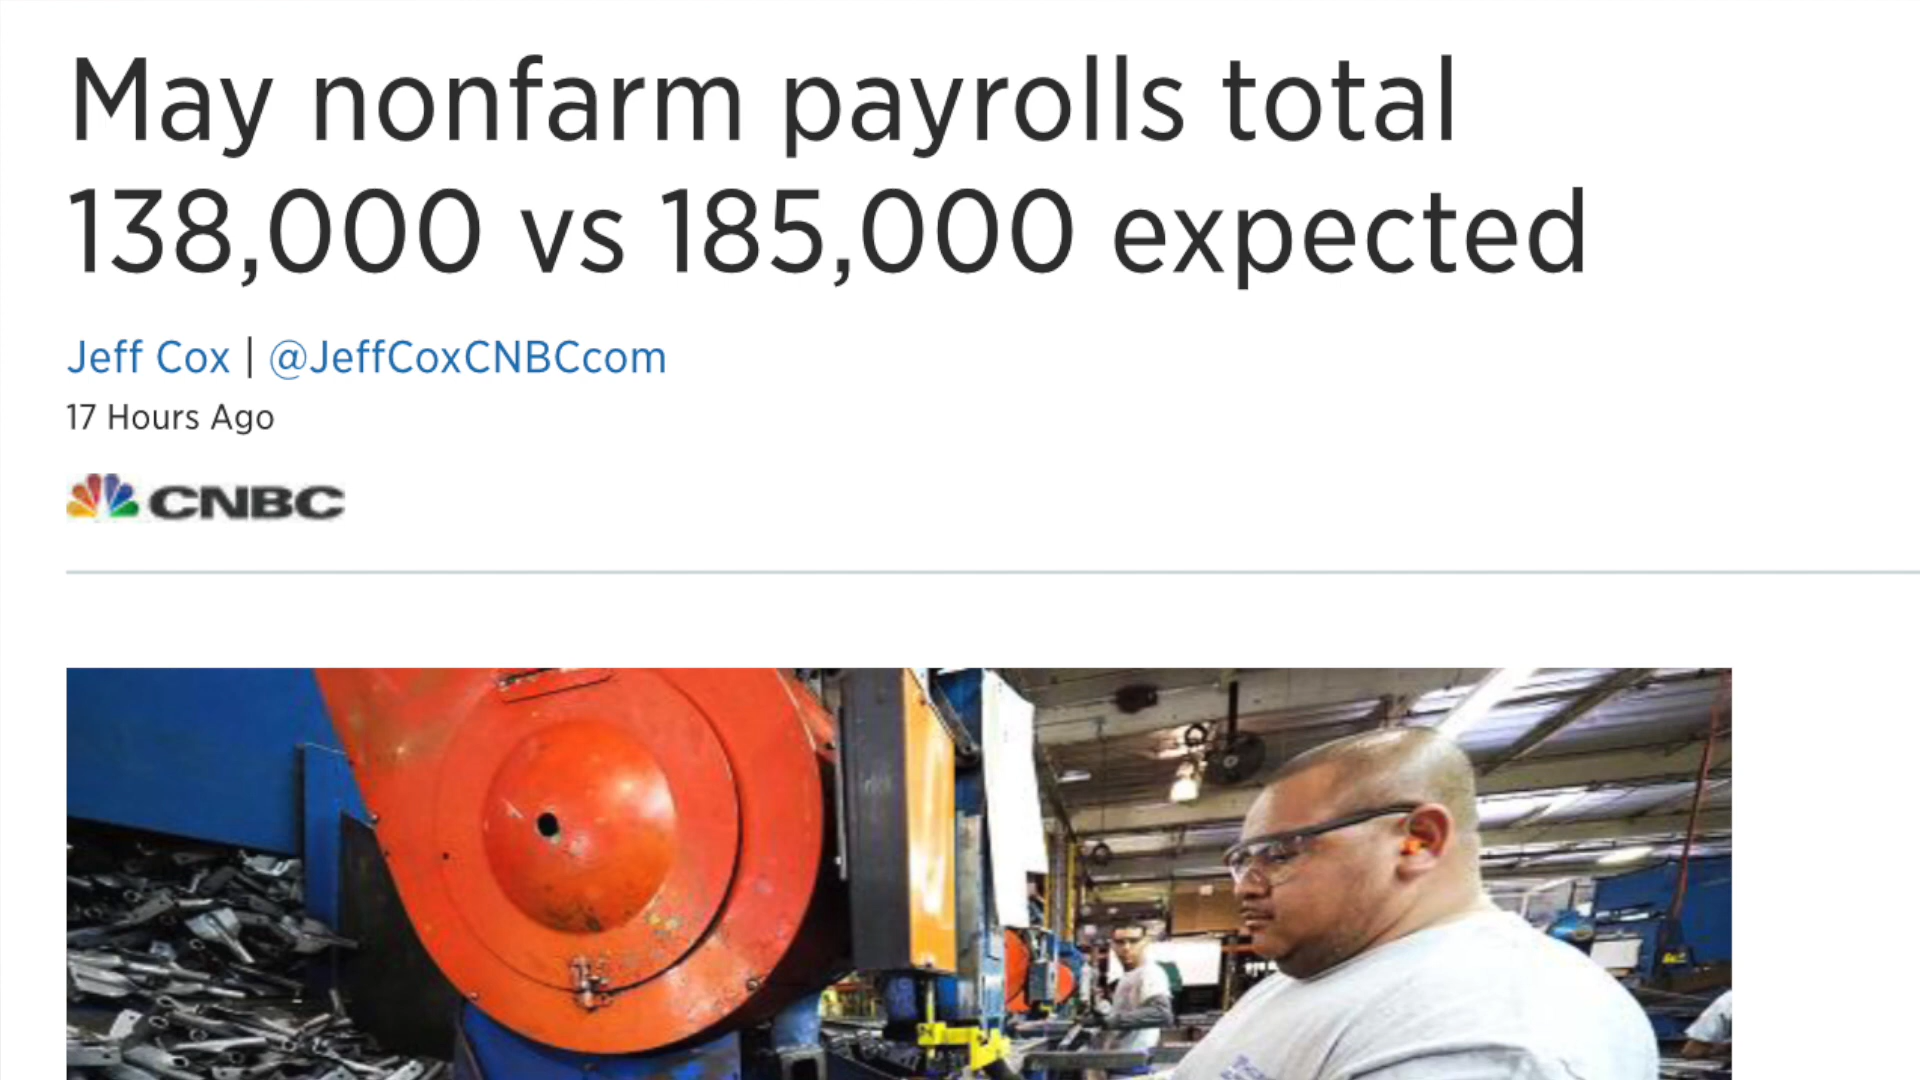 May nonfarm payrolls total
138,000 vs 185,000 expected
Jeff Cox | @JeffCoxCNBCcom
17 Hours Ago
CNBC